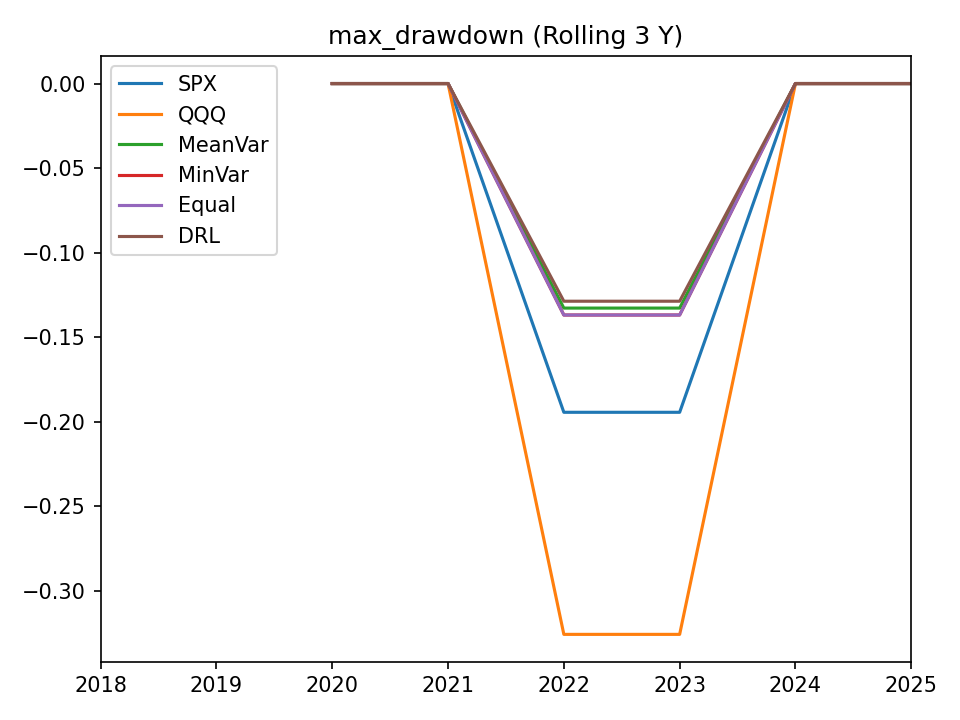 max_drawdown (Rolling 3 Y)
0.00
−0.05
−0.10
−0.15
−0.20
−0.25
−0.30
SPX
QQQ
MeanVar
MinVar
Equal
DRL
2018 2019 2020 2021 2022 2023 2024 2025